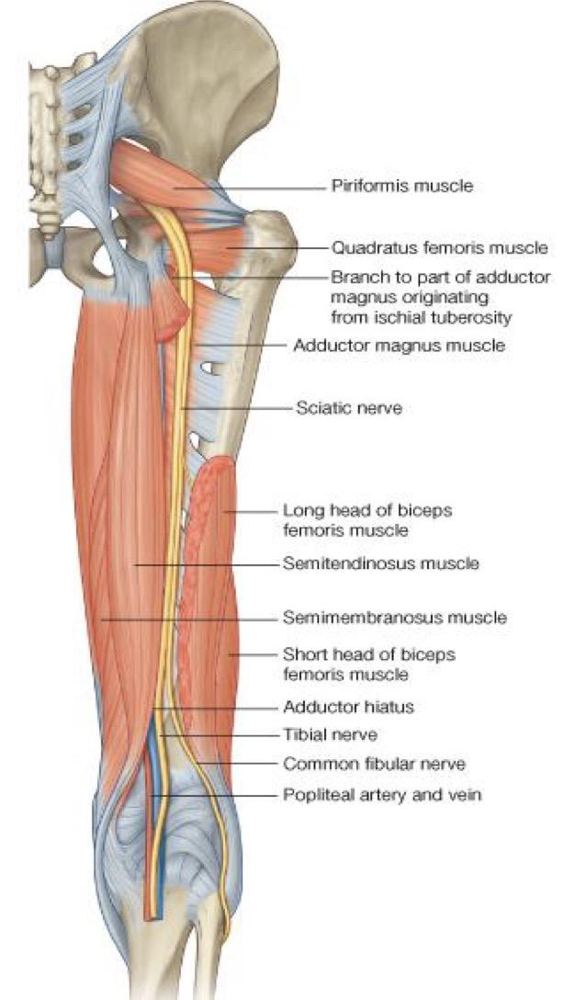 Piriformis muscle
Quadratus femoris muscle
Branch to part of adductor
magnus originating
from ischial tuberosity
Adductor magnus muscle
Sciatic nerve
Long head of biceps
femoris muscle
Semitendinosus muscle
Semimembranosus muscle
Short head of biceps
femoris muscle
Adductor hiatus
Tibial nerve
Common fibular nerve
Popliteal artery and vein